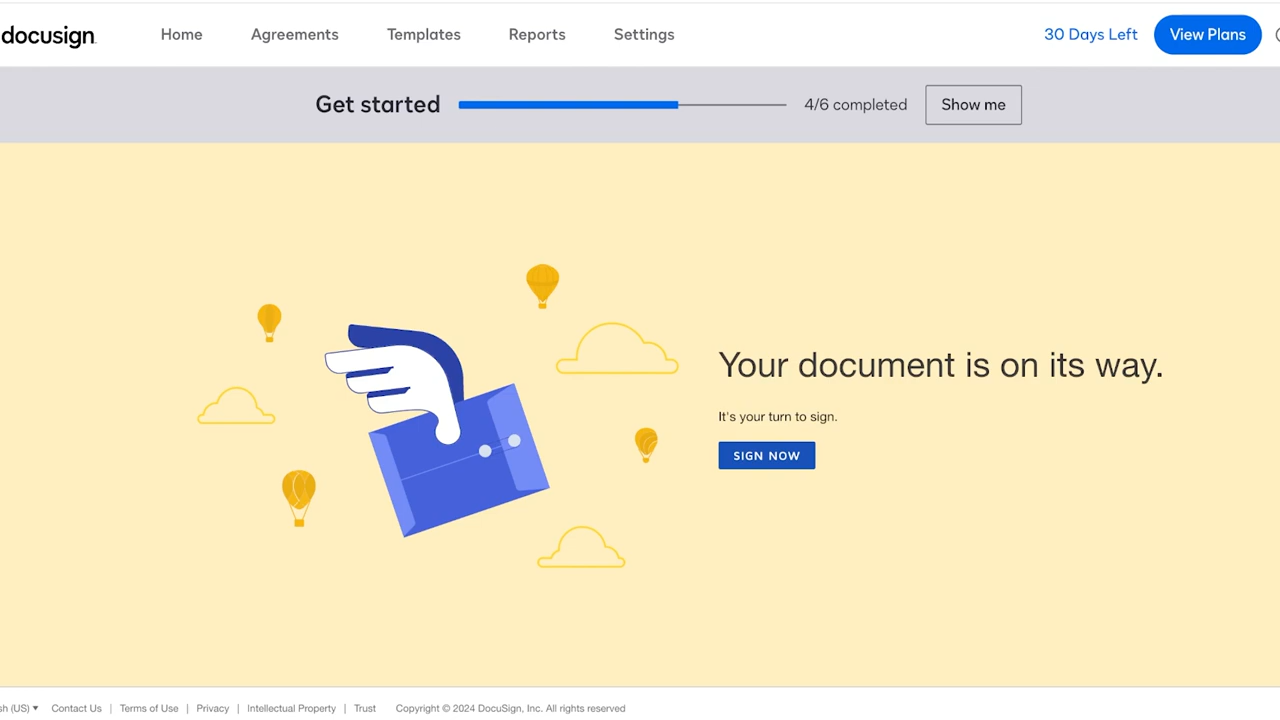 docusign
Home Agreements Templates Reports Settings 30 Days Left View Plans
Get started 4/6 completed Show me
Your document is on its way.
It's your turn to sign.
SIGN NOW
sh (US) ▾ Contact Us | Terms of Use | Privacy | Intellectual Property | Trust Copyright © 2024 DocuSign, Inc. All rights reserved